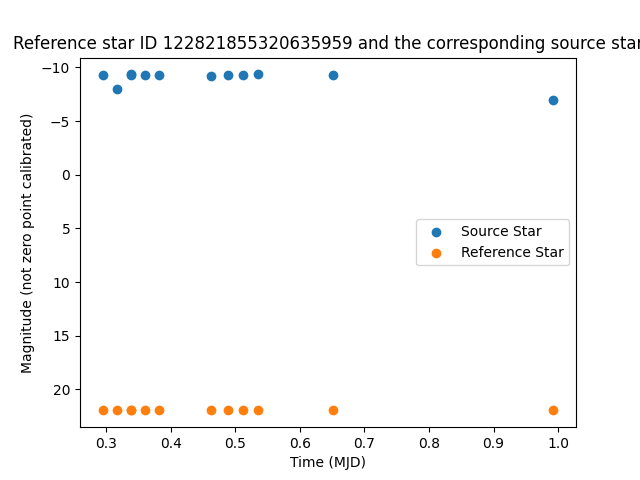 Reference star ID 122821855320635959 and the corresponding source star
Magnitude (not zero point calibrated)
−10
−5
0
5
10
15
20
Source Star
Reference Star
0.3 0.4 0.5 0.6 0.7 0.8 0.9 1.0
Time (MJD)